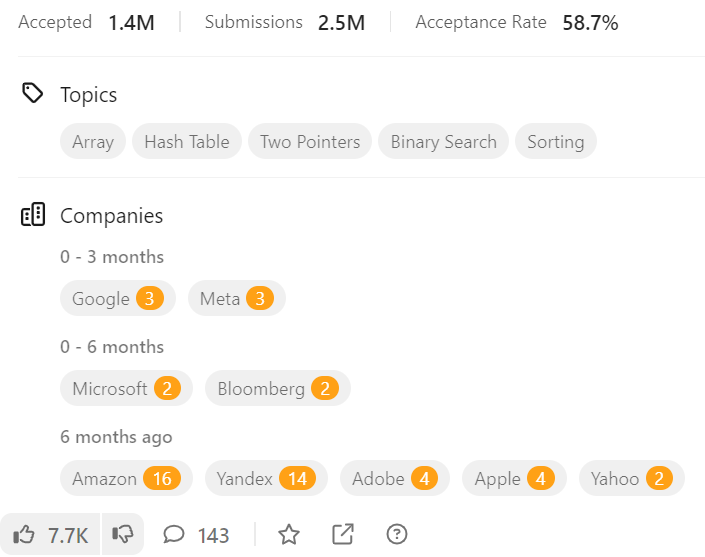 Accepted 1.4M Submissions 2.5M Acceptance Rate 58.7%
Topics
Array Hash Table Two Pointers Binary Search Sorting
Companies
0 - 3 months
Google 3 Meta 3
0 - 6 months
Microsoft 2 Bloomberg 2
6 months ago
Amazon 16 Yandex 14 Adobe 4 Apple 4 Yahoo 2
7.7K 143